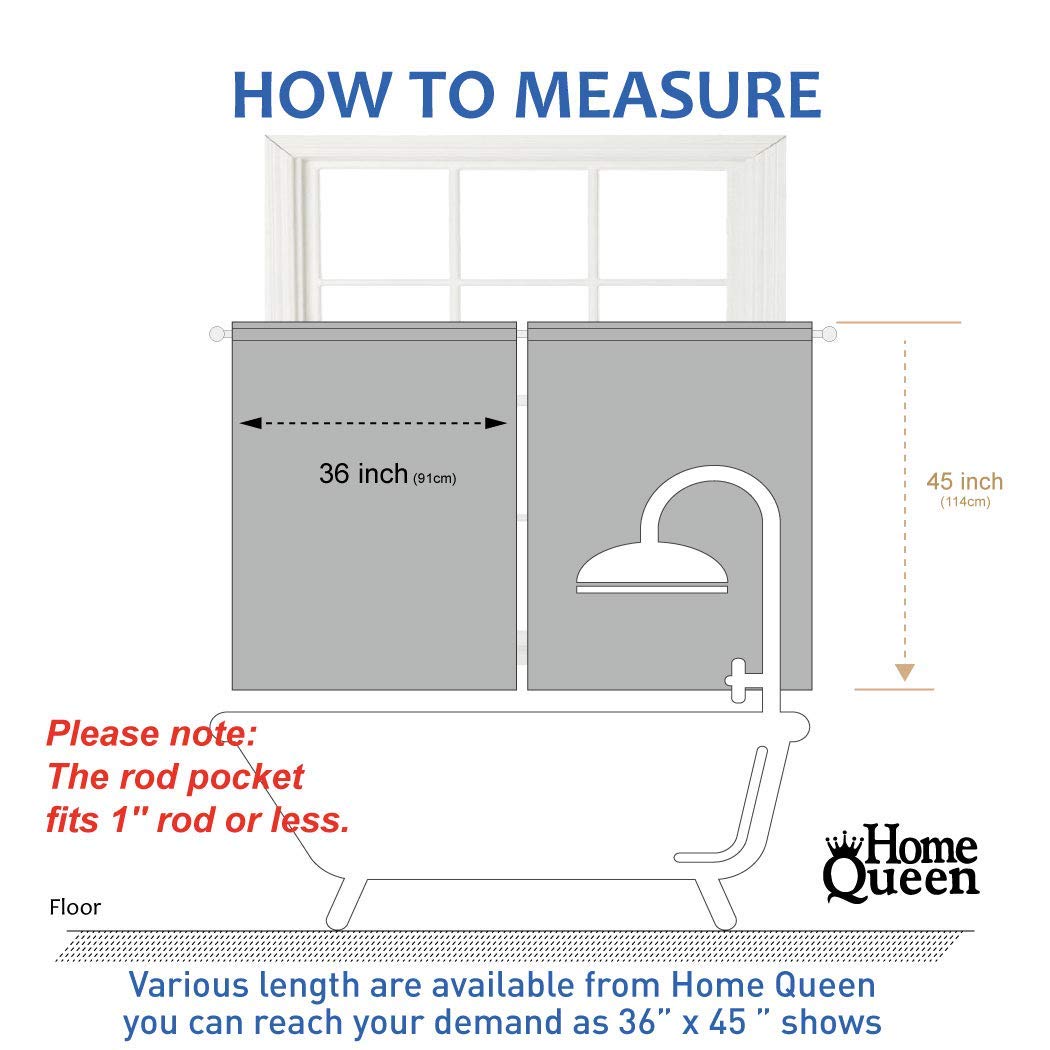 HOW TO MEASURE
36 inch (91cm)
45 inch
(114cm)
Please note:
The rod pocket
fits 1" rod or less.
Home
Queen
Floor
Various length are available from Home Queen
you can reach your demand as 36” x 45 ” shows